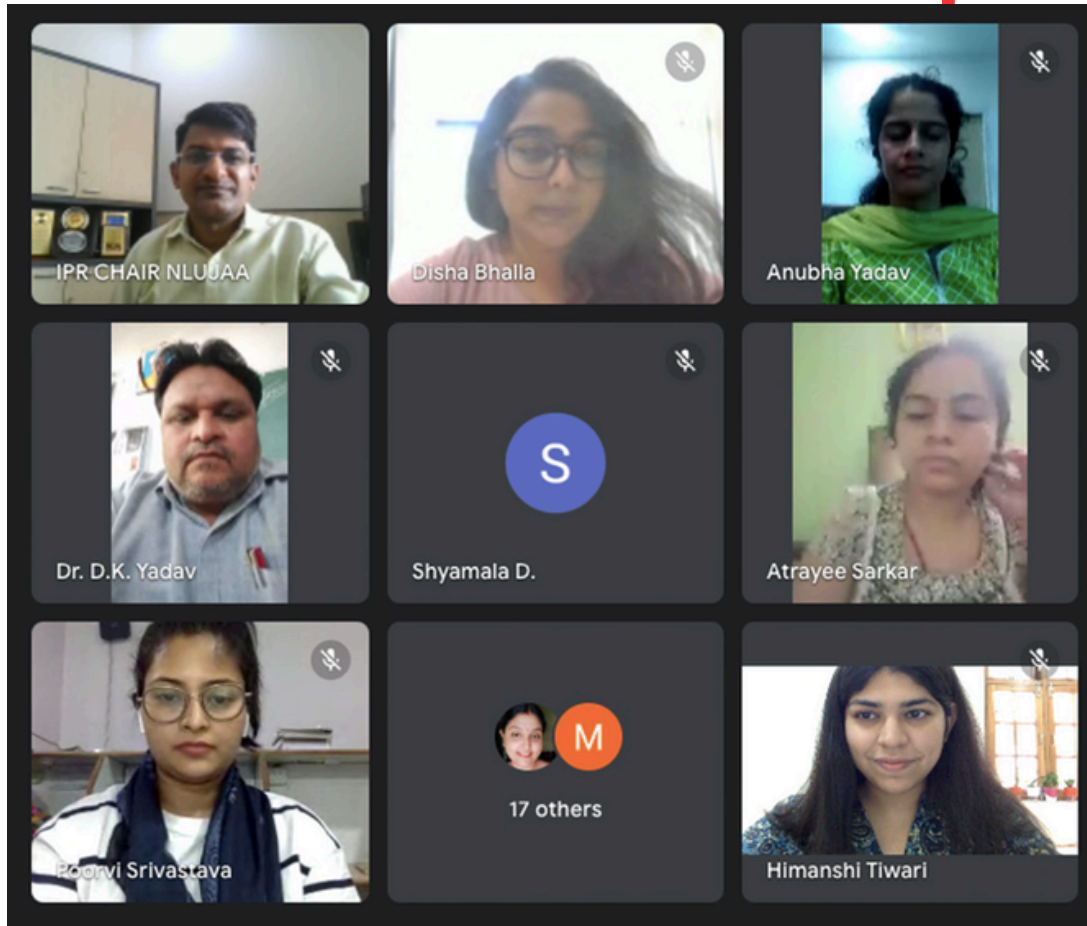 IPR CHAIR NLUJAA
Disha Bhalla
Anubha Yadav
Dr. D.K. Yadav
S
Shyamala D.
Atrayee Sarkar
Poorvi Srivastava
M
17 others
Himanshi Tiwari